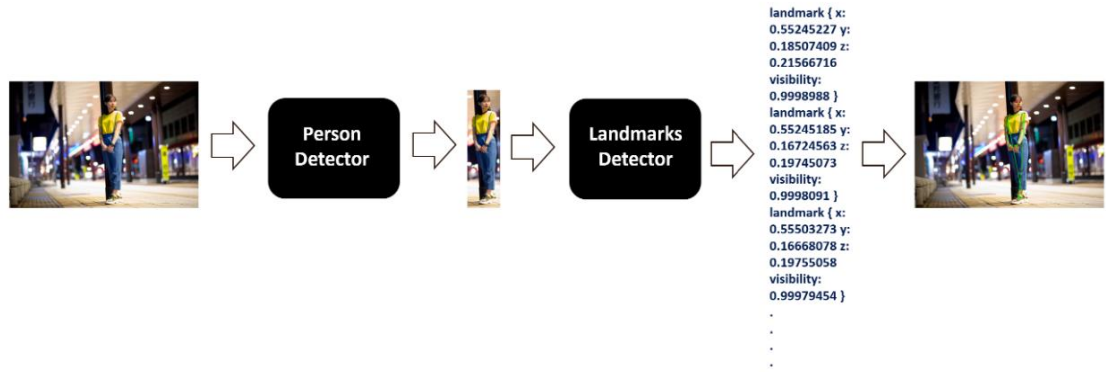 Person
Detector
Landmarks
Detector
landmark { x:
0.55245227 y:
0.18507409 z:
0.21566716
visibility:
0.9998988 }
landmark { x:
0.55245185 y:
0.16724563 z:
0.19745073
visibility:
0.9998091 }
landmark { x:
0.55503273 y:
0.16668078 z:
0.19755058
visibility:
0.99979454 }
.
.
.
.